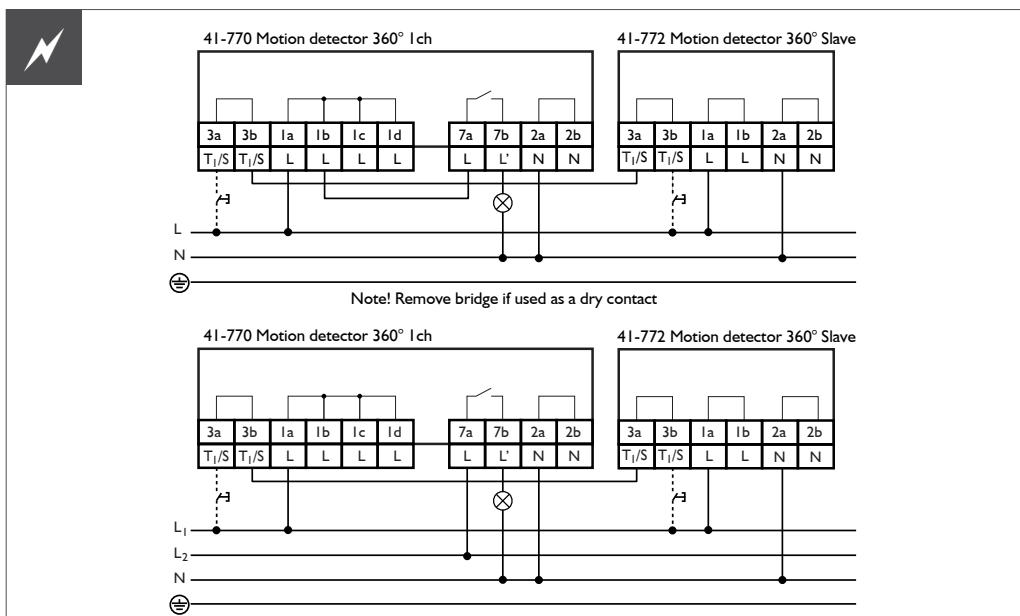 41-770 Motion detector 360° 1ch 41-772 Motion detector 360° Slave
3a 3b 1a 1b 1c 1d 7a 7b 2a 2b 3a 3b 1a 1b 2a 2b
T1/S T1/S L L L L L L' N N T1/S T1/S L L N N
L
N
Note! Remove bridge if used as a dry contact
41-770 Motion detector 360° 1ch 41-772 Motion detector 360° Slave
3a 3b 1a 1b 1c 1d 7a 7b 2a 2b 3a 3b 1a 1b 2a 2b
T1/S T1/S L L L L L L' N N T1/S T1/S L L N N
L1
L2
N